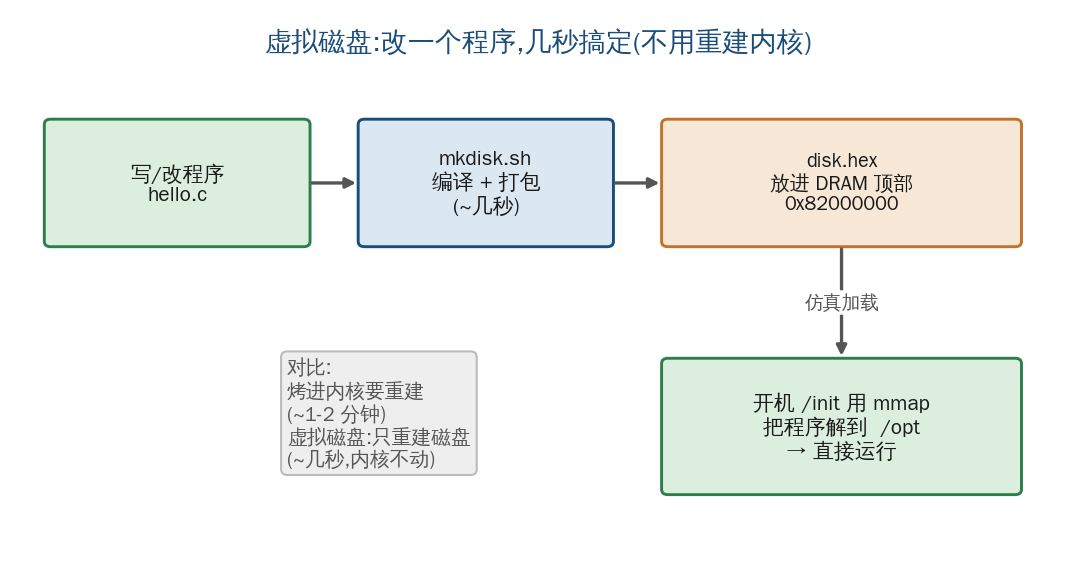 虚拟磁盘:改一个程序,几秒搞定(不用重建内核)
写/改程序
hello.c
mkdisk.sh
编译 + 打包
(~几秒)
disk.hex
放进 DRAM 顶部
0x82000000
仿真加载
对比:
烤进内核要重建
(~1-2 分钟)
虚拟磁盘:只重建磁盘
(~几秒,内核不动)
开机 /init 用 mmap
把程序解到 /opt
→ 直接运行